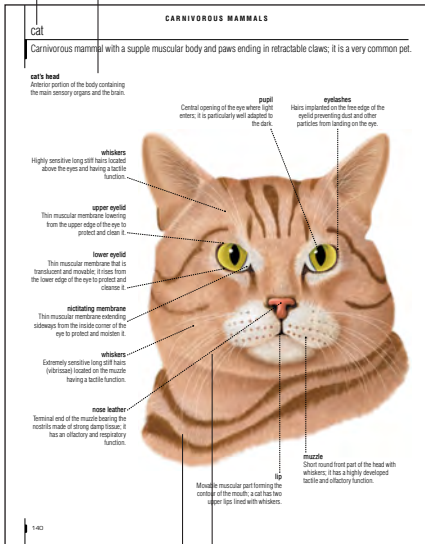 CARNIVOROUS MAMMALS
cat
Carnivorous mammal with a supple muscular body and paws ending in retractable claws; it is a very common pet.
cat's head
Anterior portion of the body containing
the main sensory organs and the brain.
pupil
Central opening of the eye where light
enters; it is particularly well adapted to
the dark.
eyelashes
Hairs implanted on the free edge of the
eyelid preventing dust and other
particles from landing on the eye.
whiskers
Highly sensitive long stiff hairs located
above the eyes and having a tactile
function.
upper eyelid
Thin muscular membrane lowering
from the upper edge of the eye to
protect and clean it.
lower eyelid
Thin muscular membrane that is
translucent and movable; it rises from
the lower edge of the eye to protect and
cleanse it.
nictitating membrane
Thin muscular membrane extending
sideways from the inside corner of the
eye to protect and moisten it.
whiskers
Extremely sensitive long stiff hairs
(vibrissae) located on the muzzle
having a tactile function.
nose leather
Terminal end of the muzzle bearing the
nostrils made of strong damp tissue; it
has an olfactory and respiratory
function.
lip
Movable muscular part forming the
contour of the mouth; a cat has two
upper lips lined with whiskers.
muzzle
Short round front part of the head with
whiskers; it has a highly developed
tactile and olfactory function.
140